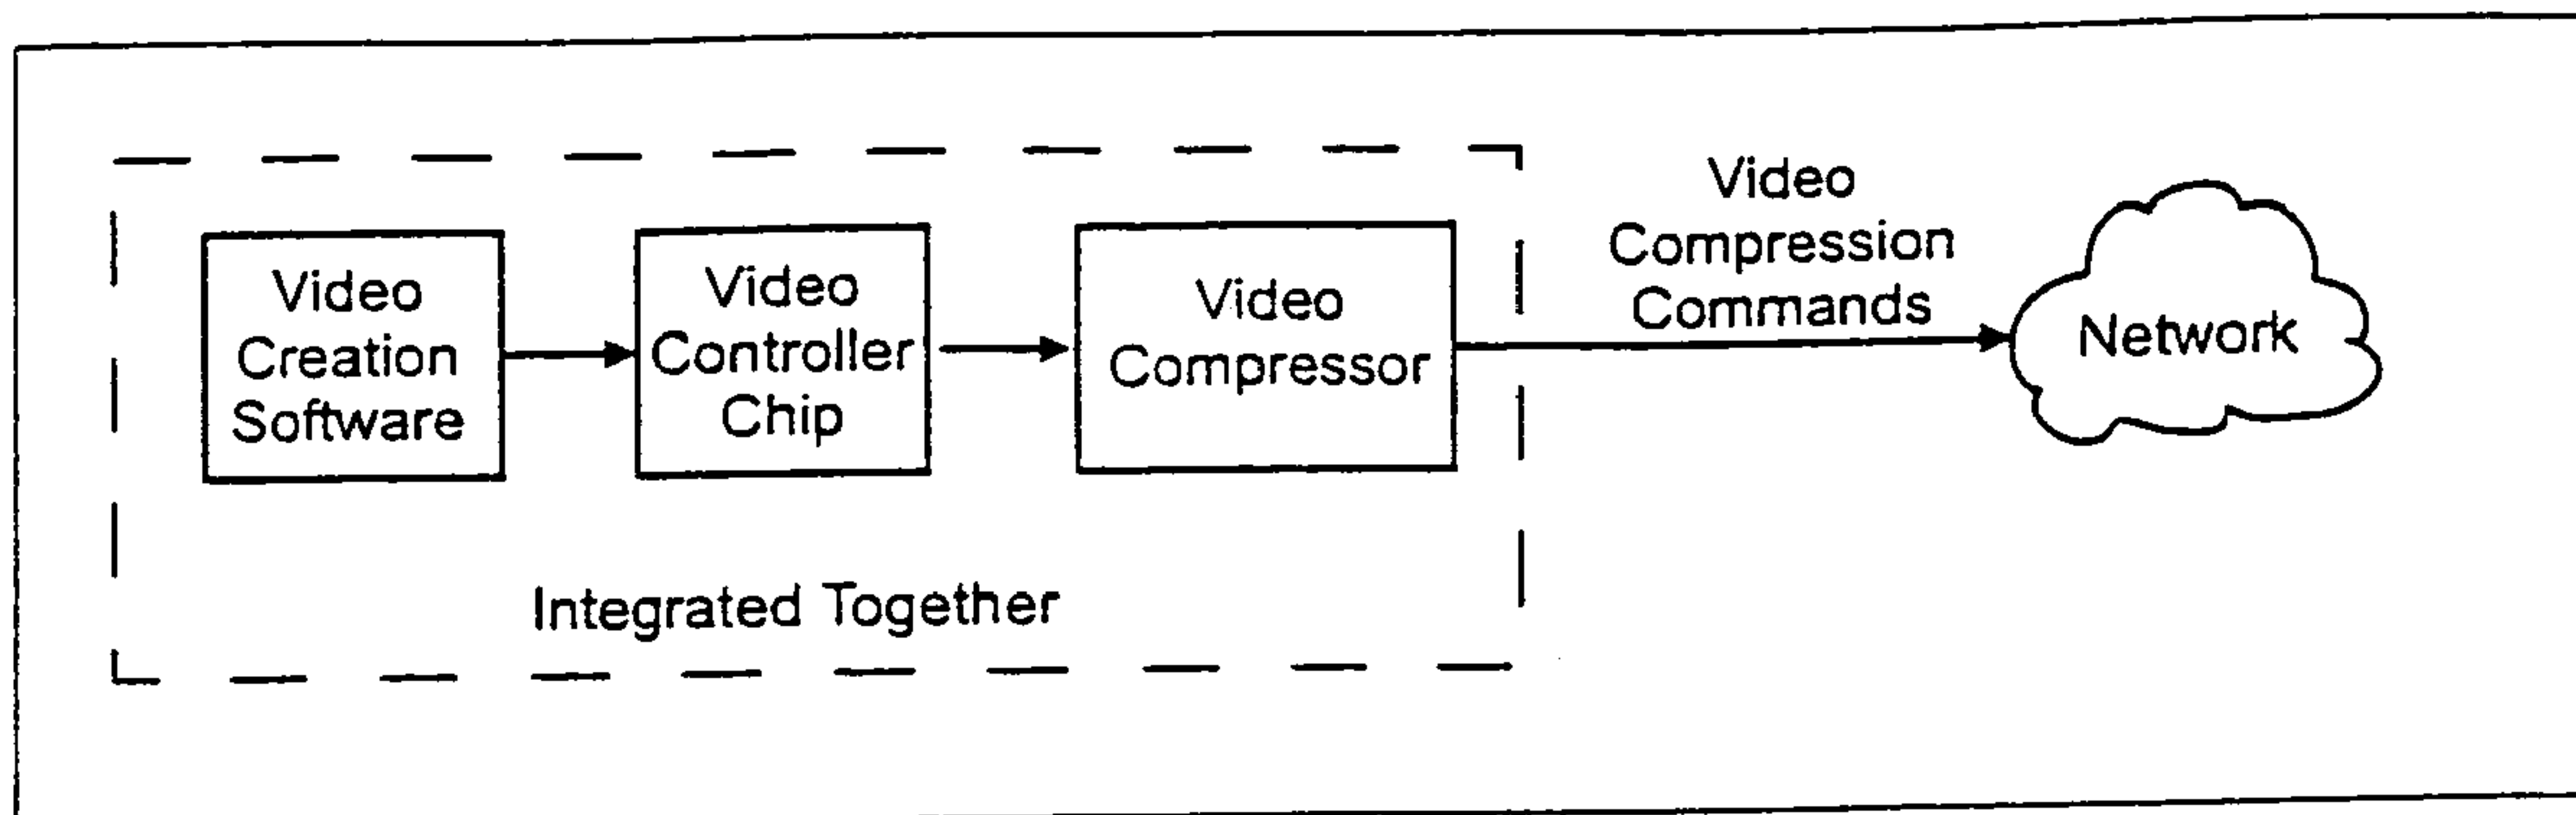 Video
Creation
Software
Video
Controller
Chip
Video
Compressor
Video
Compression
Commands
Network
Integrated Together